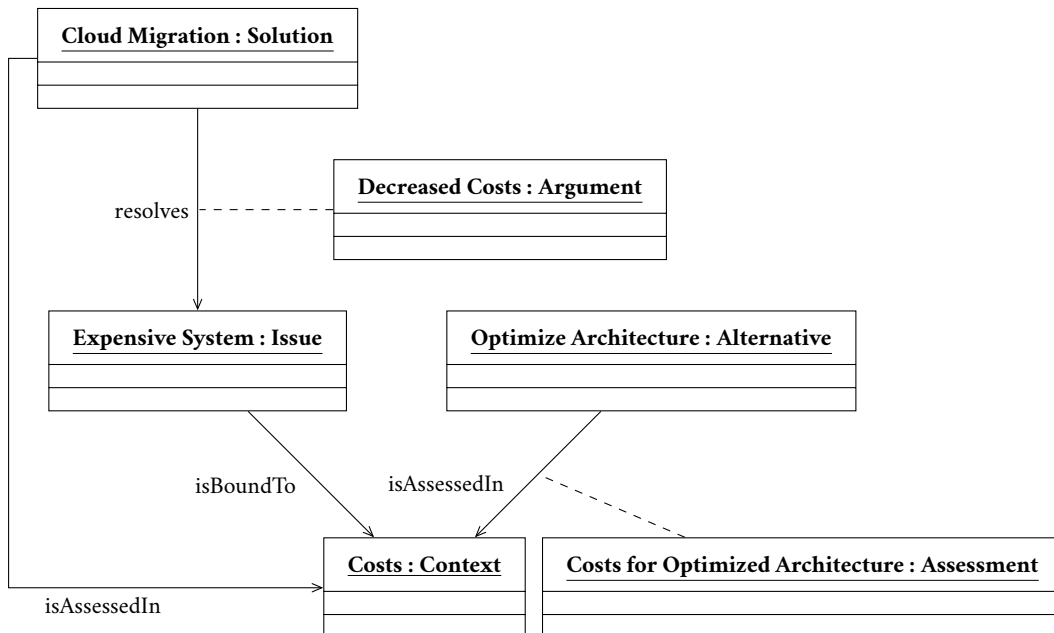 Cloud Migration : Solution
Decreased Costs : Argument
resolves
Expensive System : Issue
Optimize Architecture : Alternative
isBoundTo
isAssessedIn
Costs : Context
Costs for Optimized Architecture : Assessment
isAssessedIn